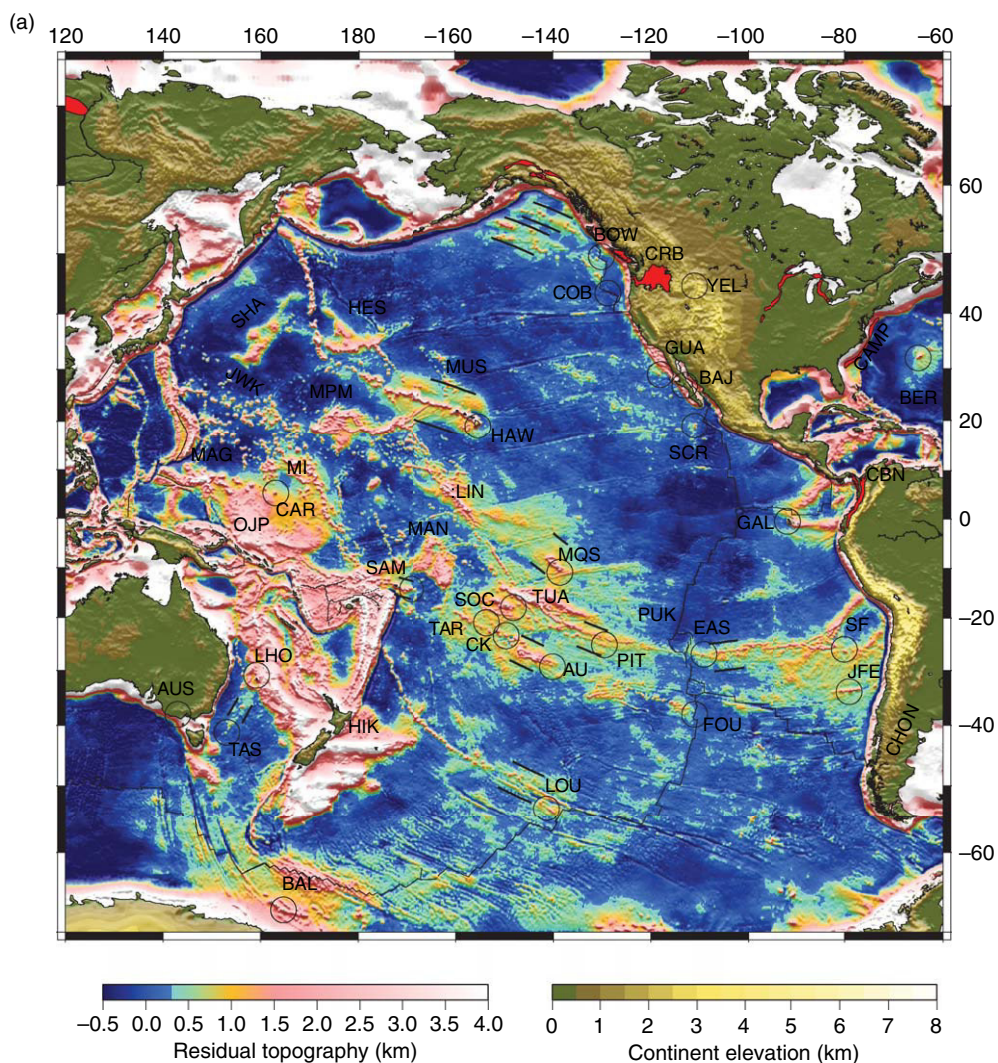 (a)
120 140 160 180 −160 −140 −120 −100 −80 −60
60
BOW
CRB
YEL
COB
SHA
HES
40
GUA
CAMP
MUS
BAJ
JWK
MPM
BER
HAW
20
SCR
MAG
MI
CBN
LIN
CAR
OJP
GAL
0
MAN
MQS
SAM
SOC
TUA
PUK
−20
TAR
EAS
SF
CK
PIT
LHO
AU
JFE
AUS
FOU
HIK
CHON
−40
TAS
LOU
−60
BAL
−0.5 0.0 0.5 1.0 1.5 2.0 2.5 3.0 3.5 4.0
Residual topography (km)
0 1 2 3 4 5 6 7 8
Continent elevation (km)